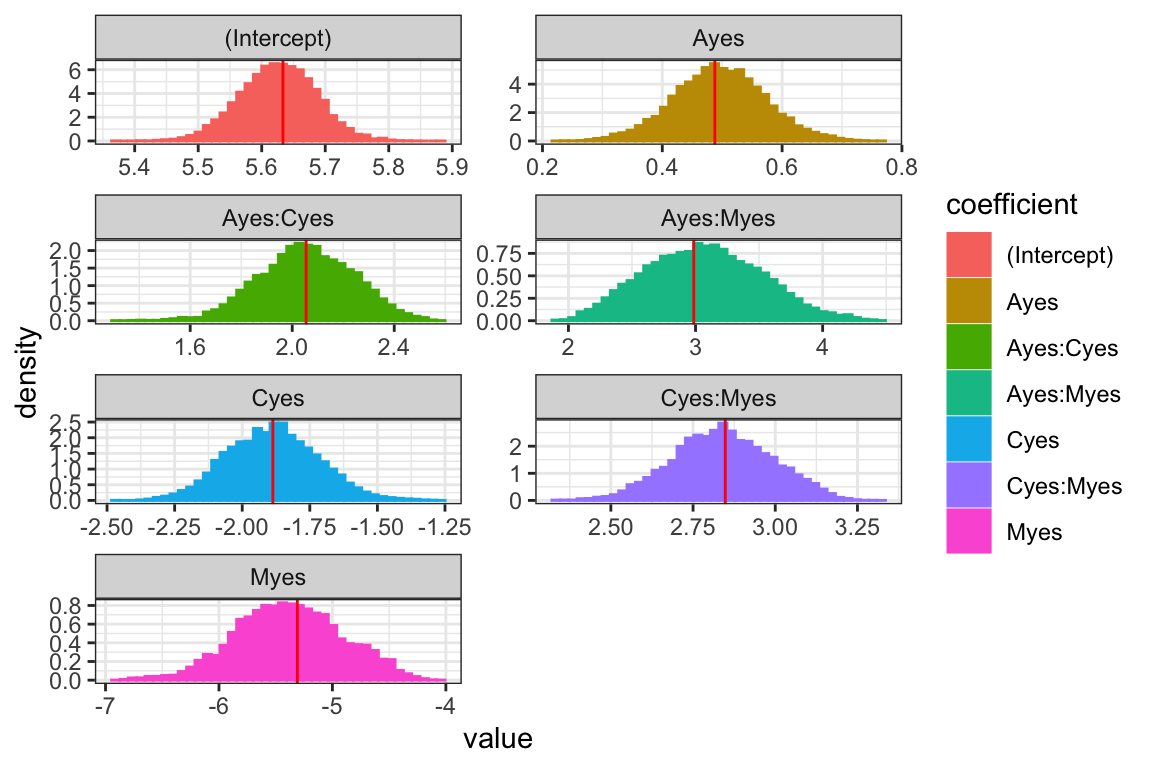 (Intercept) Ayes
6 4 2 0
4 2 0
5.4 5.5 5.6 5.7 5.8 5.9
0.2 0.4 0.6 0.8
Ayes:Cyes Ayes:Myes
2.0 1.5 1.0 0.5 0.0
0.75 0.50 0.25 0.00
1.6 2.0 2.4
2 3 4
Cyes Cyes:Myes
2.5 2.0 1.5 1.0 0.5 0.0
2 1 0
-2.50 -2.25 -2.00 -1.75 -1.50 -1.25
2.50 2.75 3.00 3.25
Myes
0.8 0.6 0.4 0.2 0.0
-7 -6 -5 -4
density
value
coefficient
(Intercept)
Ayes
Ayes:Cyes
Ayes:Myes
Cyes
Cyes:Myes
Myes